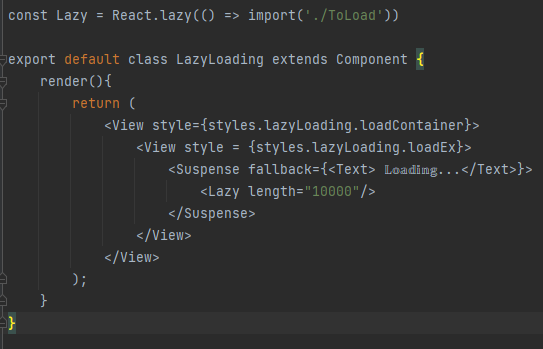 const Lazy = React.lazy(() => import('./ToLoad'))
export default class LazyLoading extends Component {
render(){
return (
<View style={styles.lazyLoading.loadContainer}>
<View style = {styles.lazyLoading.loadEx}>
<Suspense fallback={<Text> 𝕃𝕠𝕒𝕕𝕚𝕟𝕘...</Text>}>
<Lazy length="10000"/>
</Suspense>
</View>
</View>
);
}
}